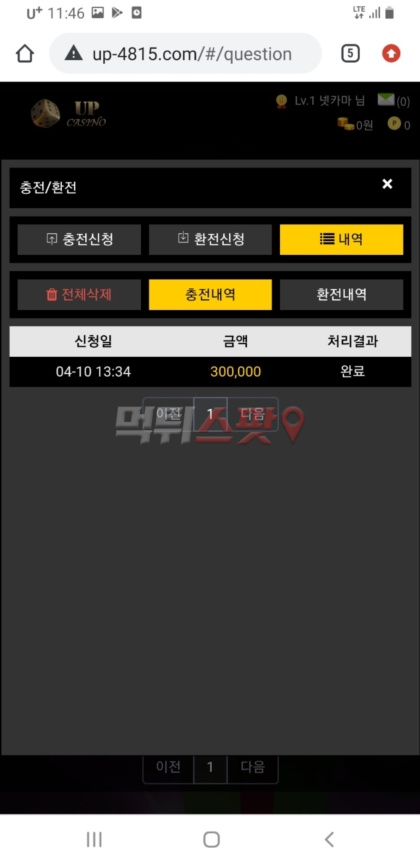 U+ 11:46 LTE
up-4815.com/#/question 5
UP CASINO Lv.1 넷카마 님 (0)
0원 P 0
충전/환전 ×
충전신청 환전신청 내역
전체삭제 충전내역 환전내역
신청일 금액 처리결과
04-10 13:34 300,000 완료
이전 1 다음
먹튀스팟
이전 1 다음